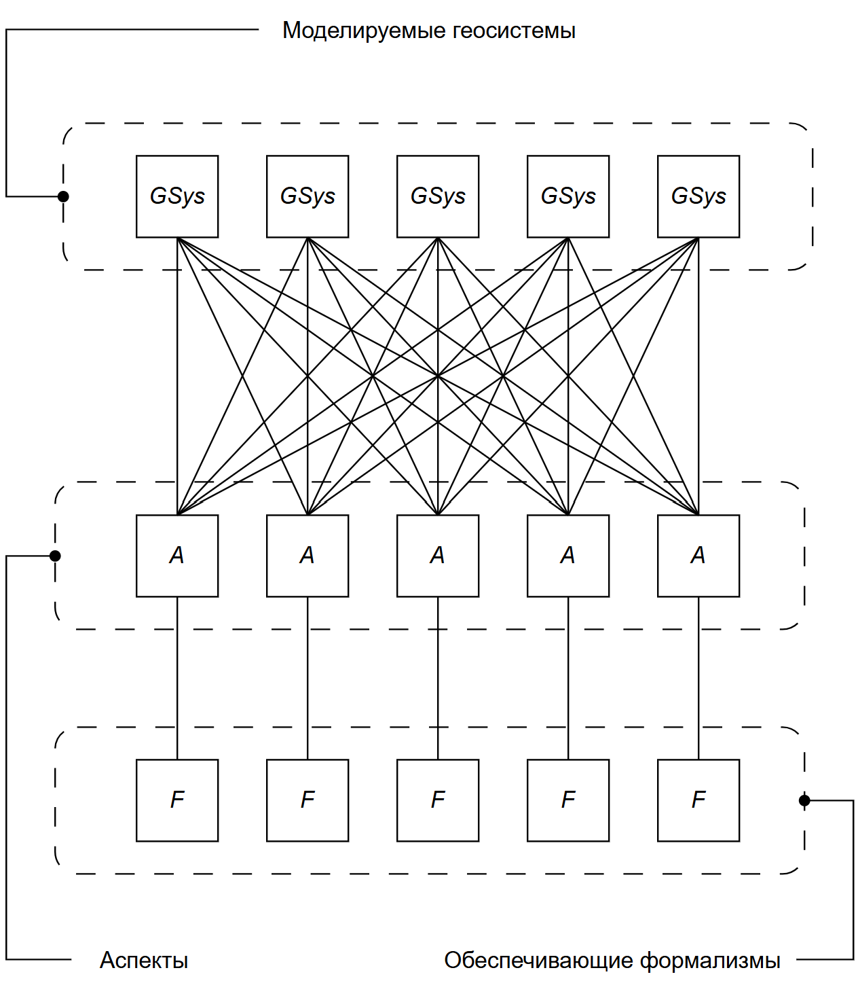 Моделируемые геосистемы
GSys GSys GSys GSys GSys
A A A A A
F F F F F
Аспекты
Обеспечивающие формализмы